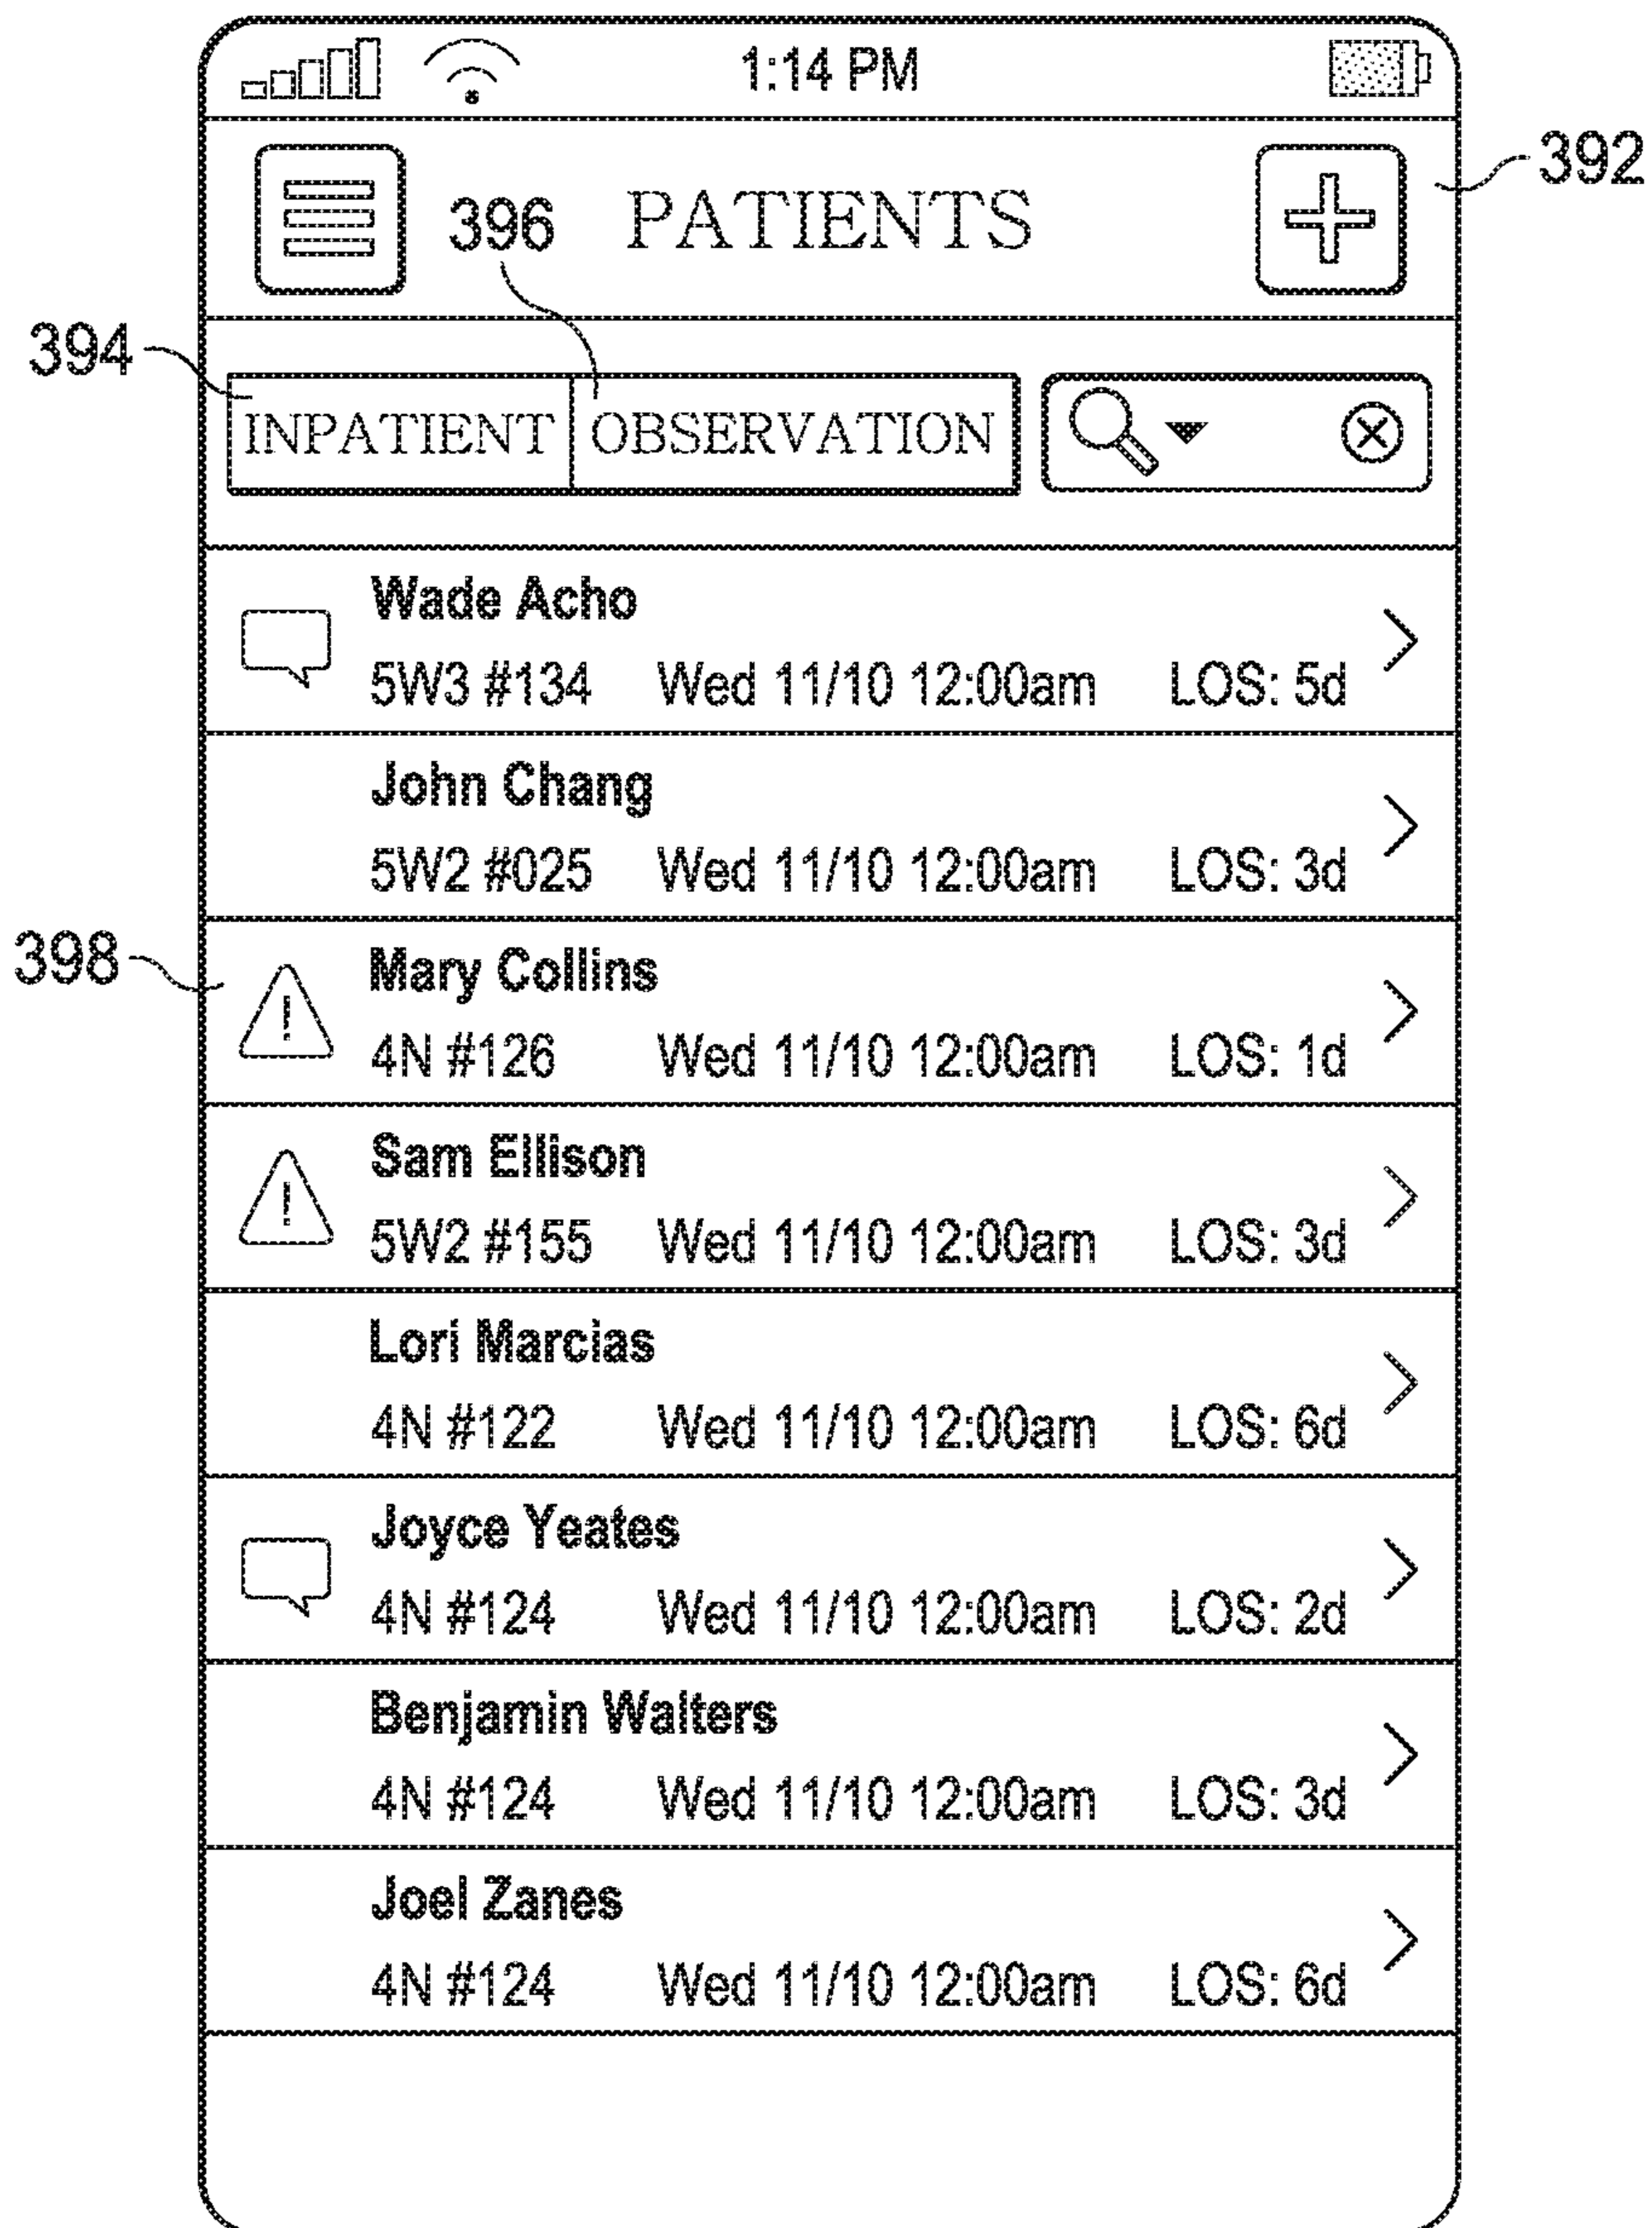 1:14 PM
392
396 PATIENTS
394
INPATIENT OBSERVATION
Wade Acho
5W3 #134 Wed 11/10 12:00am LOS: 5d
John Chang
5W2 #025 Wed 11/10 12:00am LOS: 3d
398
Mary Collins
4N #126 Wed 11/10 12:00am LOS: 1d
Sam Ellison
5W2 #155 Wed 11/10 12:00am LOS: 3d
Lori Marcias
4N #122 Wed 11/10 12:00am LOS: 6d
Joyce Yeates
4N #124 Wed 11/10 12:00am LOS: 2d
Benjamin Walters
4N #124 Wed 11/10 12:00am LOS: 3d
Joel Zanes
4N #124 Wed 11/10 12:00am LOS: 6d